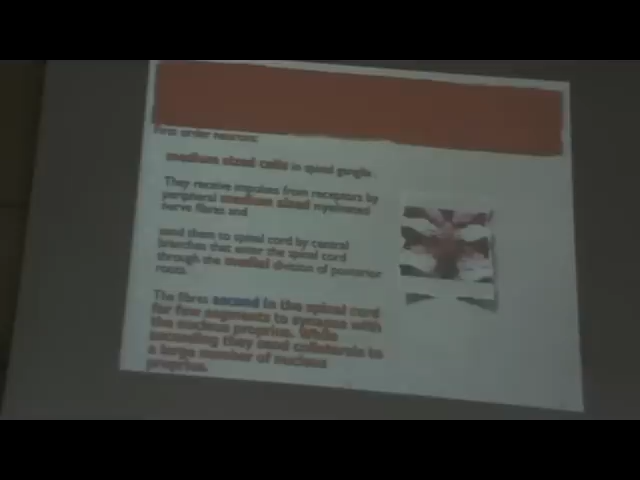 First order neurons:
medium sized cells in spinal ganglia.
They receive impulses from receptors by
peripheral medium sized myelinated
nerve fibres and
send them to spinal cord by central
branches that enter the spinal cord
through the medial division of posterior
roots.
The fibres ascend in the spinal cord
for few segments to synapse with
the nucleus proprius. While
ascending they send collaterals to
a large number of nucleus
proprius.